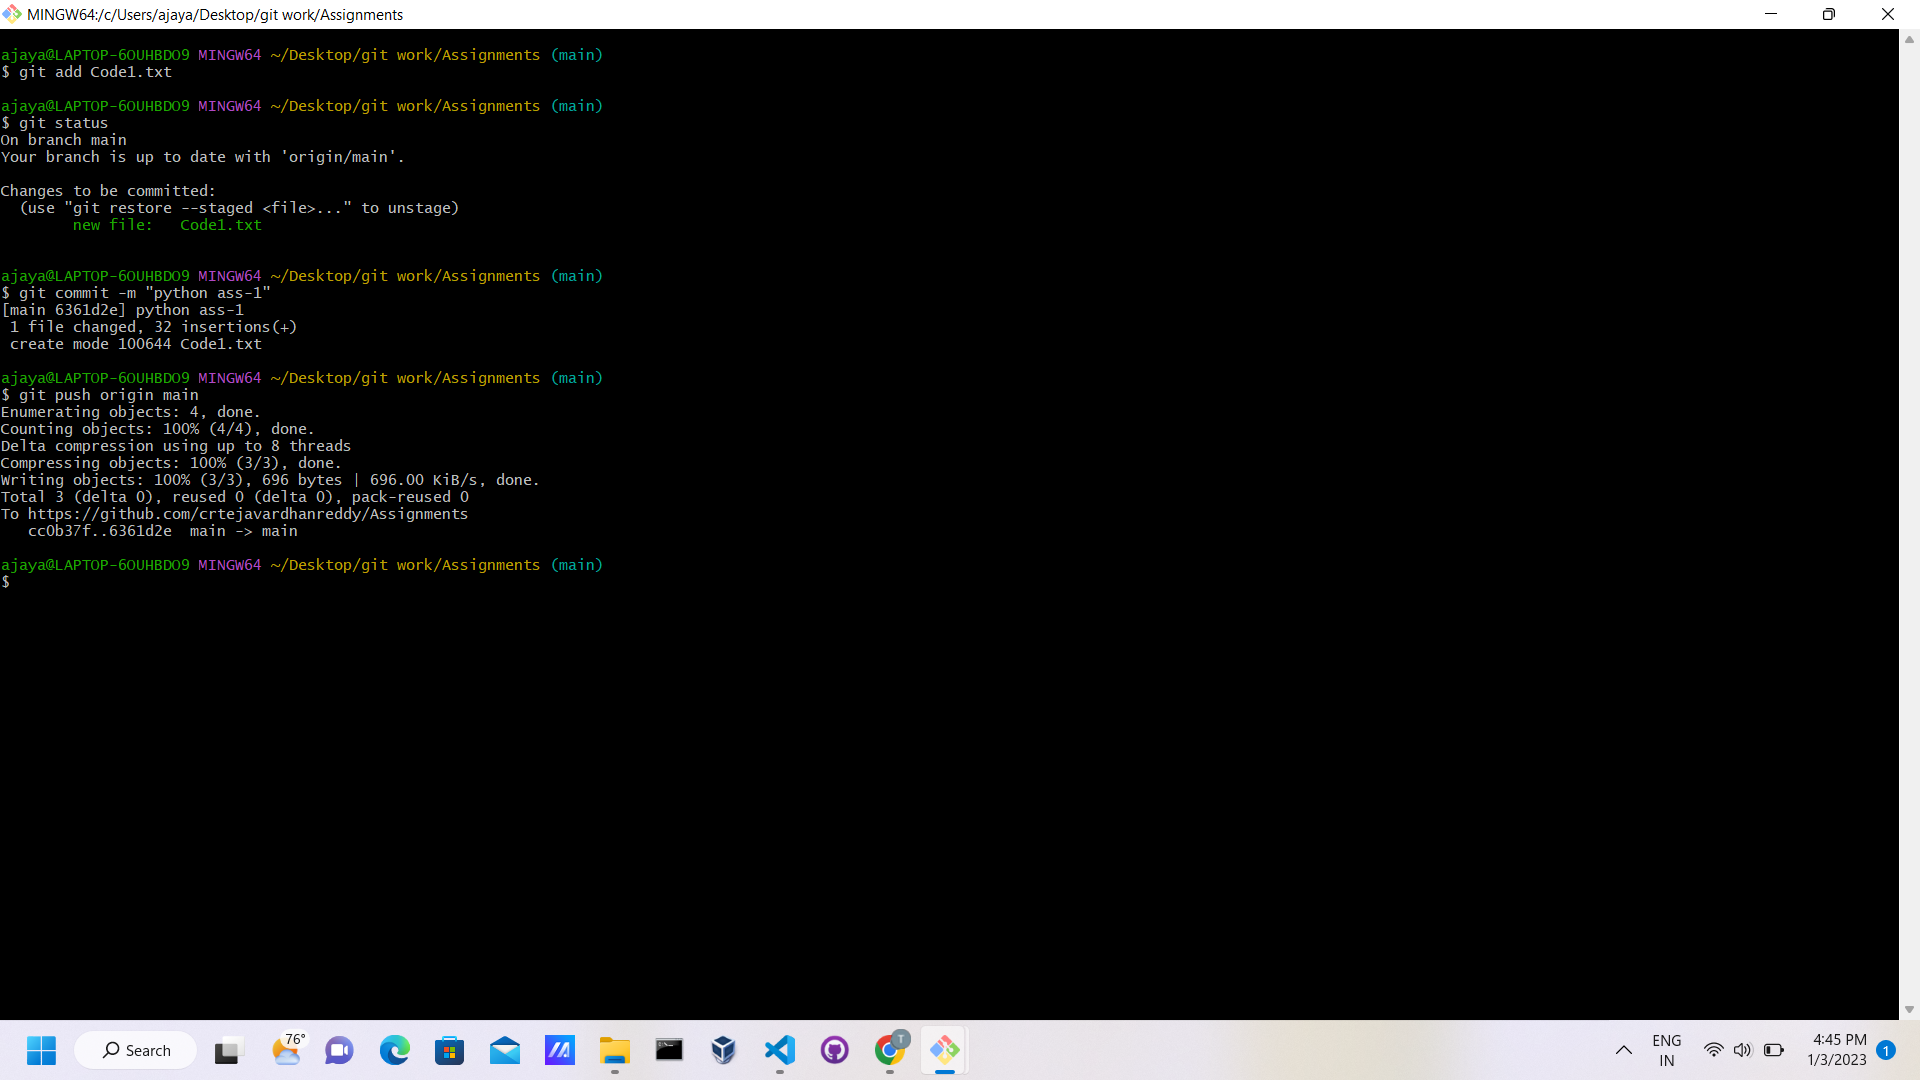 MINGW64:/c/Users/ajaya/Desktop/git work/Assignments
ajaya@LAPTOP-6OUHBDO9 MINGW64 ~/Desktop/git work/Assignments (main)
$ git add Code1.txt
ajaya@LAPTOP-6OUHBDO9 MINGW64 ~/Desktop/git work/Assignments (main)
$ git status
On branch main
Your branch is up to date with 'origin/main'.
Changes to be committed:
  (use "git restore --staged <file>..." to unstage)
        new file:   Code1.txt
ajaya@LAPTOP-6OUHBDO9 MINGW64 ~/Desktop/git work/Assignments (main)
$ git commit -m "python ass-1"
[main 6361d2e] python ass-1
 1 file changed, 32 insertions(+)
 create mode 100644 Code1.txt
ajaya@LAPTOP-6OUHBDO9 MINGW64 ~/Desktop/git work/Assignments (main)
$ git push origin main
Enumerating objects: 4, done.
Counting objects: 100% (4/4), done.
Delta compression using up to 8 threads
Compressing objects: 100% (3/3), done.
Writing objects: 100% (3/3), 696 bytes | 696.00 KiB/s, done.
Total 3 (delta 0), reused 0 (delta 0), pack-reused 0
To https://github.com/crtejavardhanreddy/Assignments
   cc0b37f..6361d2e  main -> main
ajaya@LAPTOP-6OUHBDO9 MINGW64 ~/Desktop/git work/Assignments (main)
$
Search
76°
T
ENG
IN
4:45 PM
1/3/2023
1